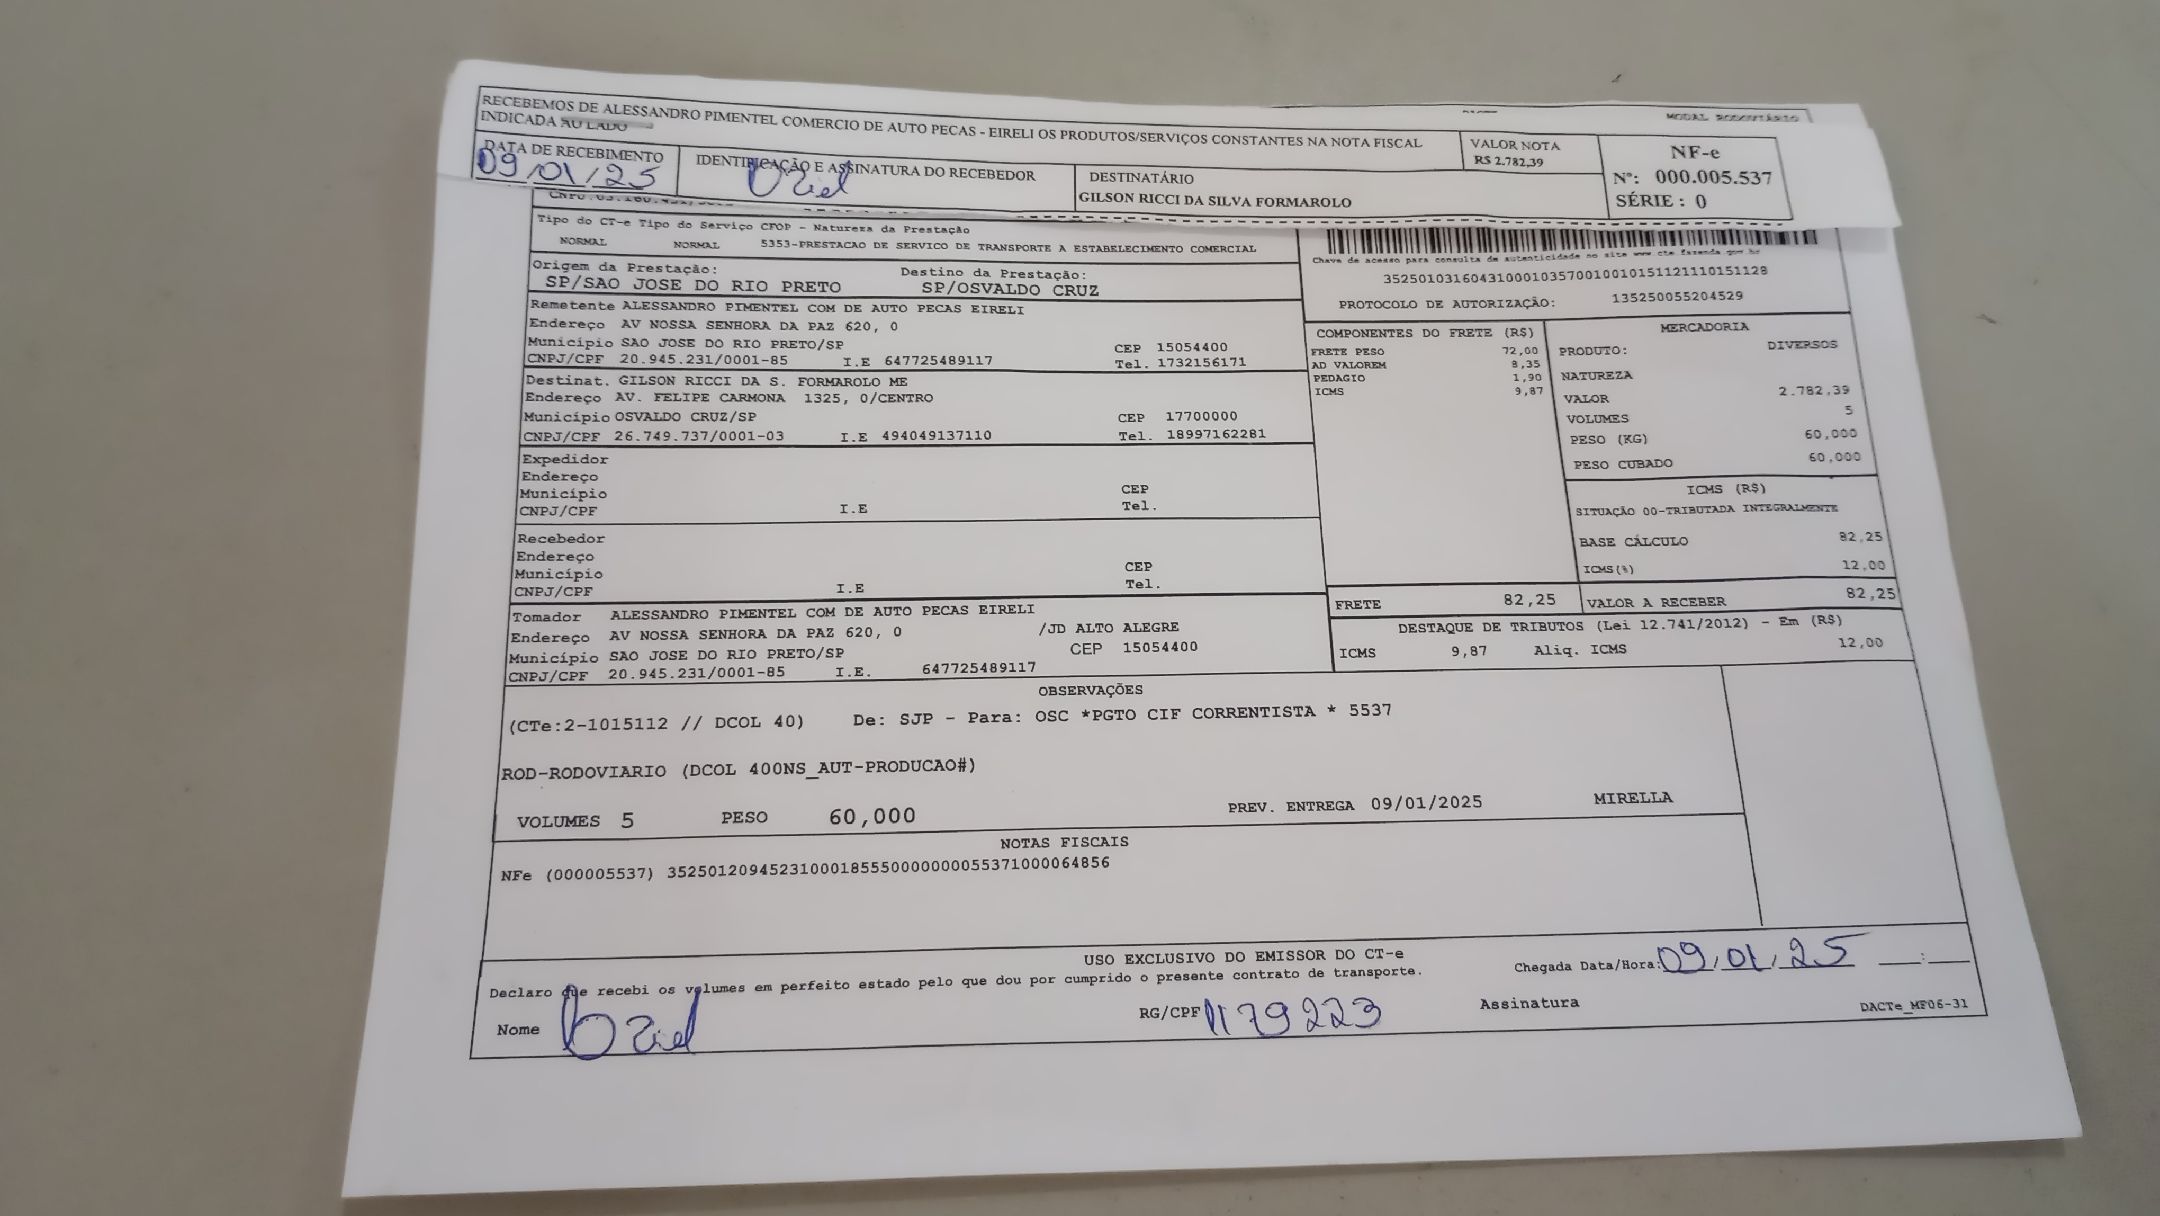 RECEBEMOS DE ALESSANDRO PIMENTEL COMERCIO DE AUTO PECAS - EIRELI OS PRODUTOS/SERVIÇOS CONSTANTES NA NOTA FISCAL
INDICADA AO LADO
DATA DE RECEBIMENTO
09/01/25
IDENTIFICAÇÃO E ASSINATURA DO RECEBEDOR
DESTINATÁRIO
GILSON RICCI DA SILVA FORMAROLO
VALOR NOTA
R$ 2.782,39
NF-e
Nº: 000.005.537
SÉRIE : 0
MODAL RODOVIÁRIO
Tipo do CT-e Tipo do Serviço CFOP - Natureza da Prestação
NORMAL NORMAL 5353-PRESTACAO DE SERVICO DE TRANSPORTE A ESTABELECIMENTO COMERCIAL
Origem da Prestação: Destino da Prestação:
SP/SAO JOSE DO RIO PRETO SP/OSVALDO CRUZ
Chave de acesso para consulta de autenticidade no site www.cte.fazenda.gov.br
35250103160431000103570010010151121110151128
PROTOCOLO DE AUTORIZAÇÃO: 135250055204529
Remetente ALESSANDRO PIMENTEL COM DE AUTO PECAS EIRELI
Endereço AV NOSSA SENHORA DA PAZ 620, 0
Município SAO JOSE DO RIO PRETO/SP CEP 15054400
CNPJ/CPF 20.945.231/0001-85 I.E 647725489117 Tel. 1732156171
Destinat. GILSON RICCI DA S. FORMAROLO ME
Endereço AV. FELIPE CARMONA 1325, 0/CENTRO
Município OSVALDO CRUZ/SP CEP 17700000
CNPJ/CPF 26.749.737/0001-03 I.E 494049137110 Tel. 18997162281
Expedidor
Endereço
Município CEP
CNPJ/CPF I.E Tel.
Recebedor
Endereço
Município CEP
CNPJ/CPF I.E Tel.
Tomador ALESSANDRO PIMENTEL COM DE AUTO PECAS EIRELI
Endereço AV NOSSA SENHORA DA PAZ 620, 0 /JD ALTO ALEGRE
Município SAO JOSE DO RIO PRETO/SP CEP 15054400
CNPJ/CPF 20.945.231/0001-85 I.E. 647725489117
COMPONENTES DO FRETE (R$)
FRETE PESO 72,00
AD VALOREM 8,35
PEDAGIO 1,90
ICMS 9,87
MERCADORIA
PRODUTO: DIVERSOS
NATUREZA
VALOR 2.782,39
VOLUMES 5
PESO (KG) 60,000
PESO CUBADO 60,000
ICMS (R$)
SITUAÇÃO 00-TRIBUTADA INTEGRALMENTE
BASE CÁLCULO 82,25
ICMS(%) 12,00
FRETE 82,25 VALOR A RECEBER 82,25
DESTAQUE DE TRIBUTOS (Lei 12.741/2012) - Em (R$)
ICMS 9,87 Aliq. ICMS 12,00
OBSERVAÇÕES
(CTe:2-1015112 // DCOL 40) De: SJP - Para: OSC *PGTO CIF CORRENTISTA * 5537
ROD-RODOVIARIO (DCOL 400NS_AUT-PRODUCAO#)
VOLUMES 5 PESO 60,000 PREV. ENTREGA 09/01/2025 MIRELLA
NOTAS FISCAIS
NFe (000005537) 35250120945231000185550000000055371000064856
USO EXCLUSIVO DO EMISSOR DO CT-e
Declaro que recebi os volumes em perfeito estado pelo que dou por cumprido o presente contrato de transporte.
Chegada Data/Hora: 09/01/25
Nome RG/CPF 1179223 Assinatura
DACTe_MF06-31